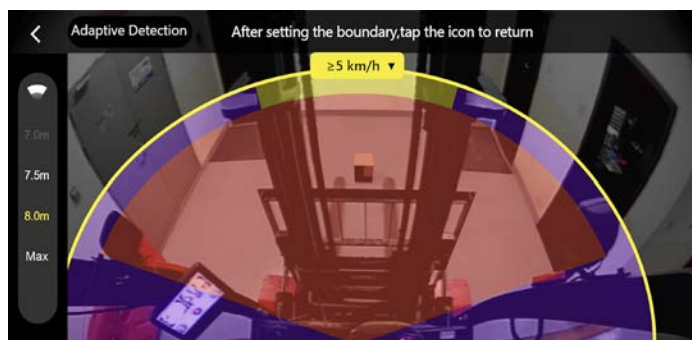 Adaptive Detection
After setting the boundary,tap the icon to return
≥5 km/h ▼
7.0m
7.5m
8.0m
Max